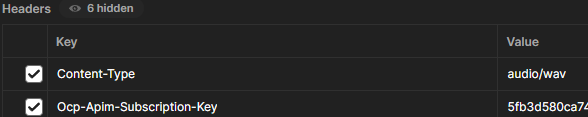 Headers 6 hidden
Key Value
Content-Type audio/wav
Ocp-Apim-Subscription-Key 5fb3d580ca74